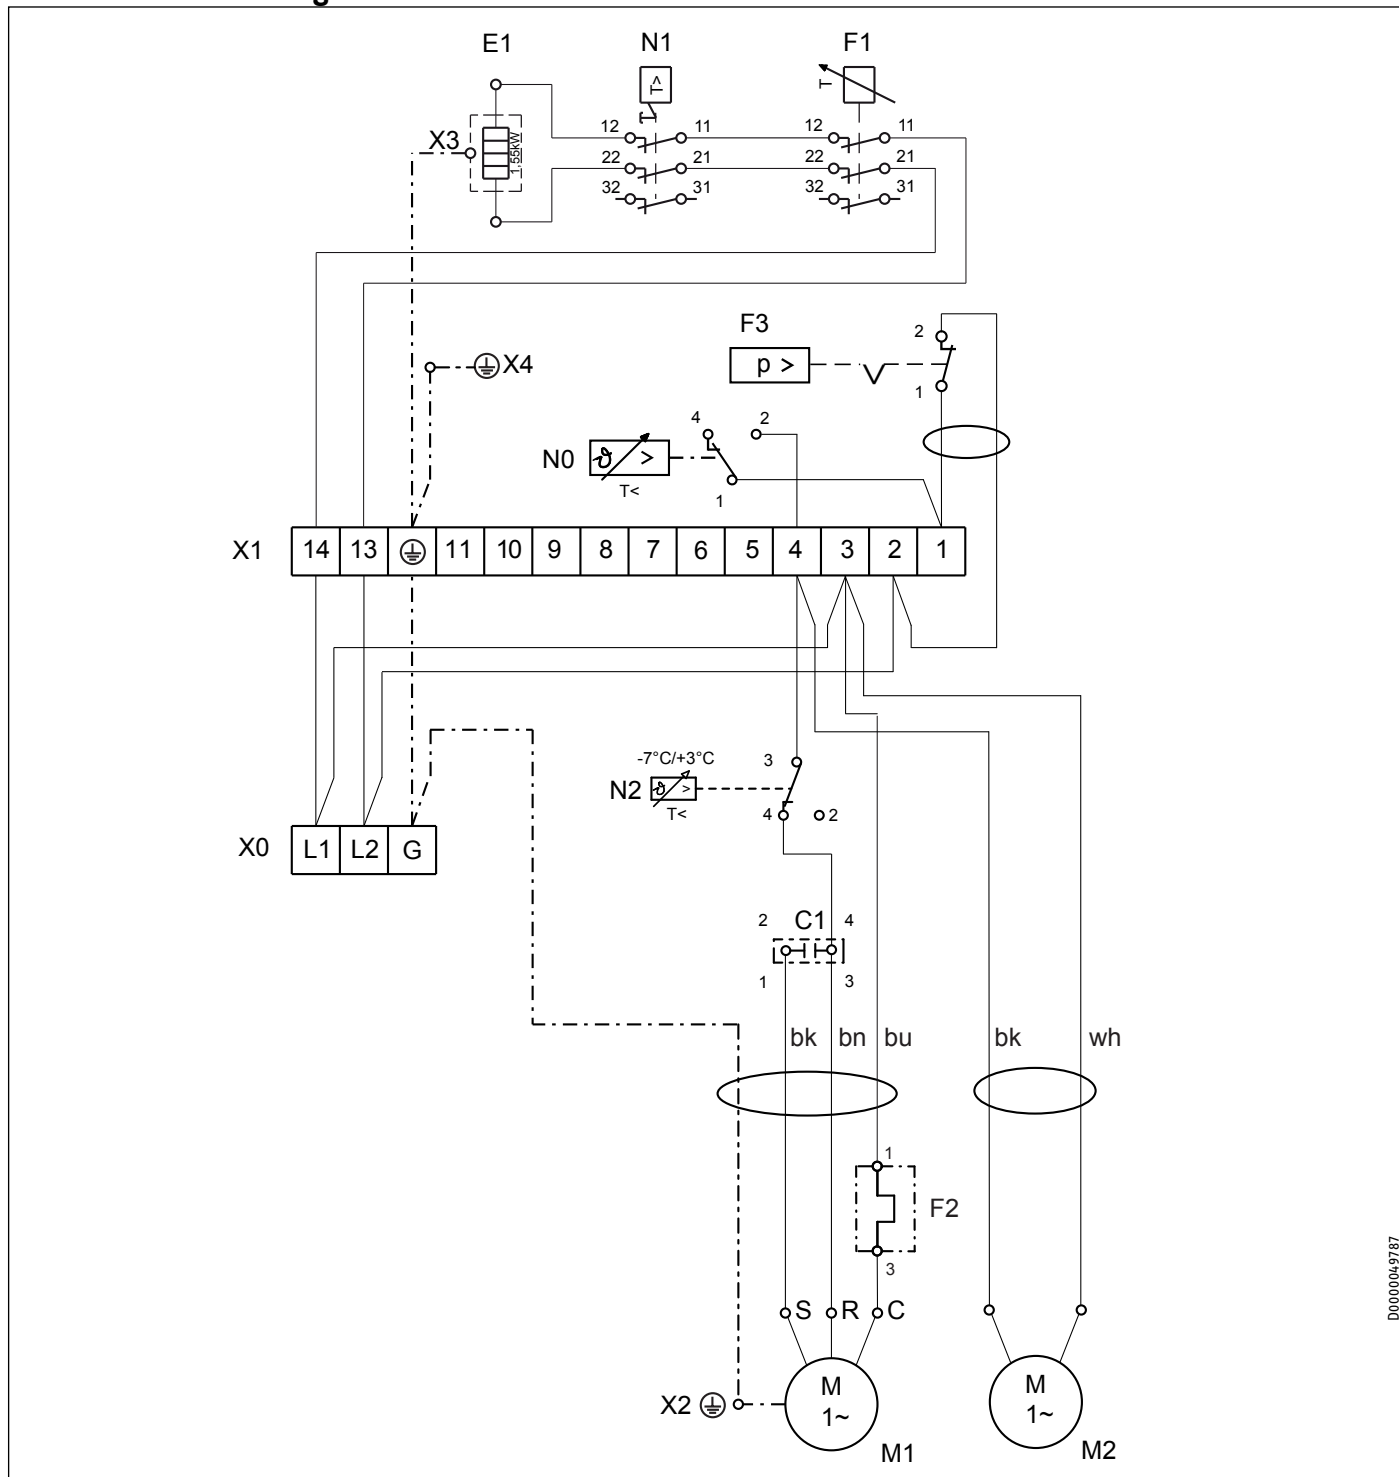 E1 N1 F1
T> T
12 11 12 11
X3 1,55kW
22 21 22 21
32 31 32 31
F3 2
p >
X4
1
4 2
N0 ϑ >
T<
1
X1 14 13 11 10 9 8 7 6 5 4 3 2 1
-7°C/+3°C 3
N2 ϑ >
T< 4 2
X0 L1 L2 G
2 C1 4
1 3
bk bn bu bk wh
1
F2
3
S R C
M M
X2 1~ 1~
M1 M2
D0000049787